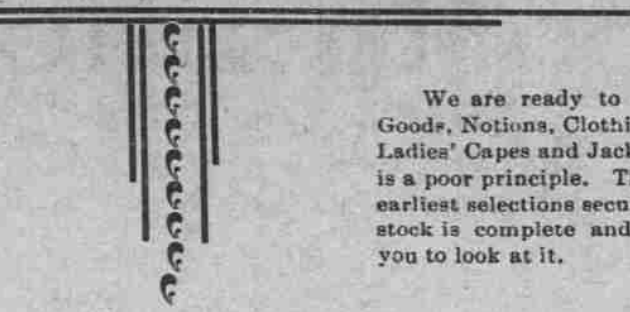 We are ready to
Goods, Notions, Clothi
Ladies' Capes and Jack
is a poor principle. T
earliest selections secu
stock is complete and
you to look at it.